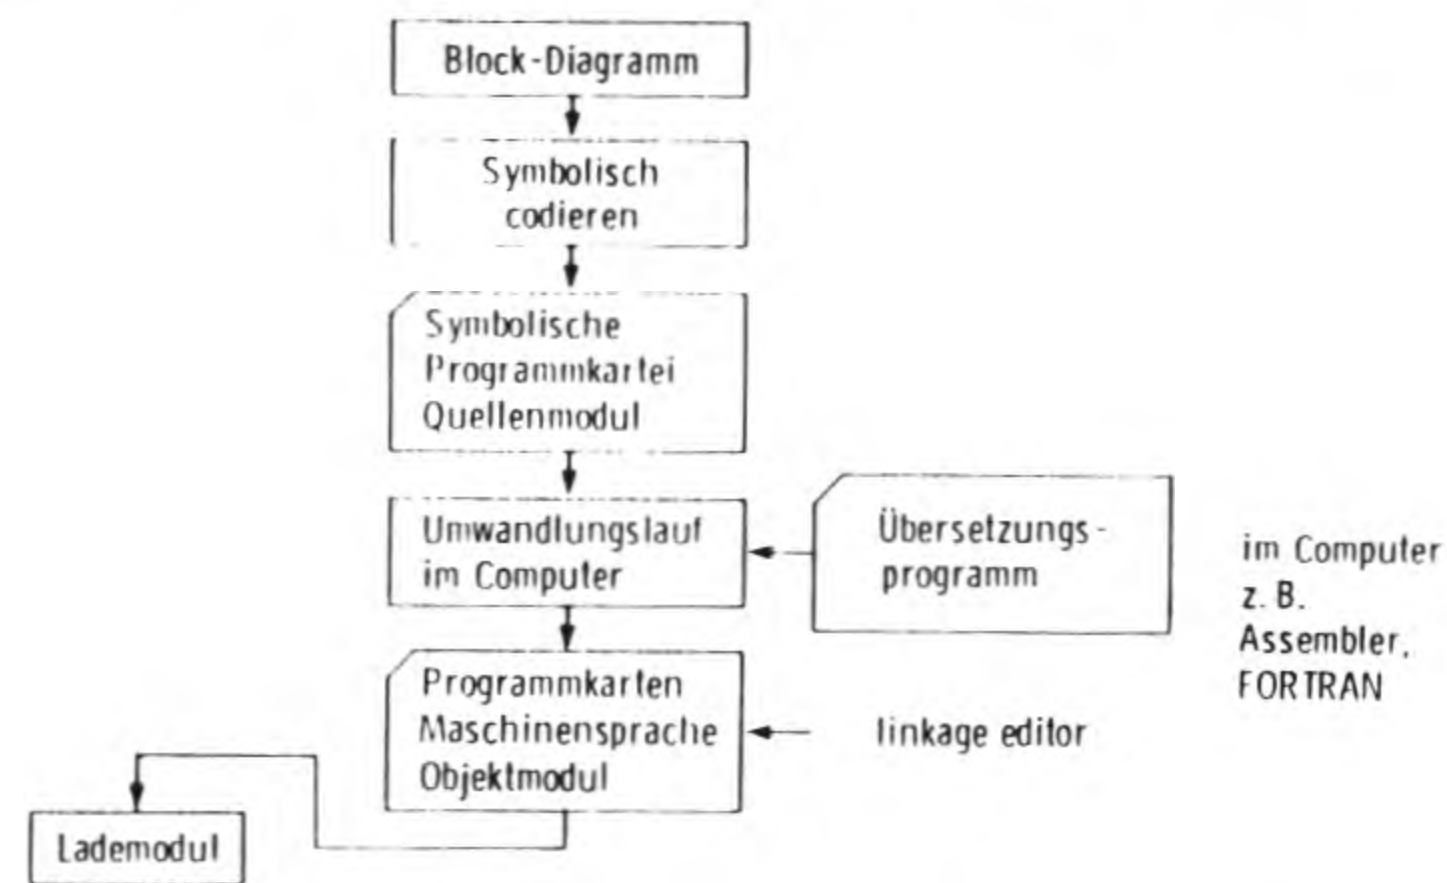 Block-Diagramm
Symbolisch
codieren
Symbolische
Programmkartei
Quellenmodul
Umwandlungslauf
im Computer
Übersetzungs-
programm
im Computer
z. B.
Assembler,
FORTRAN
Programmkarten
Maschinensprache
Objektmodul
linkage editor
Lademodul